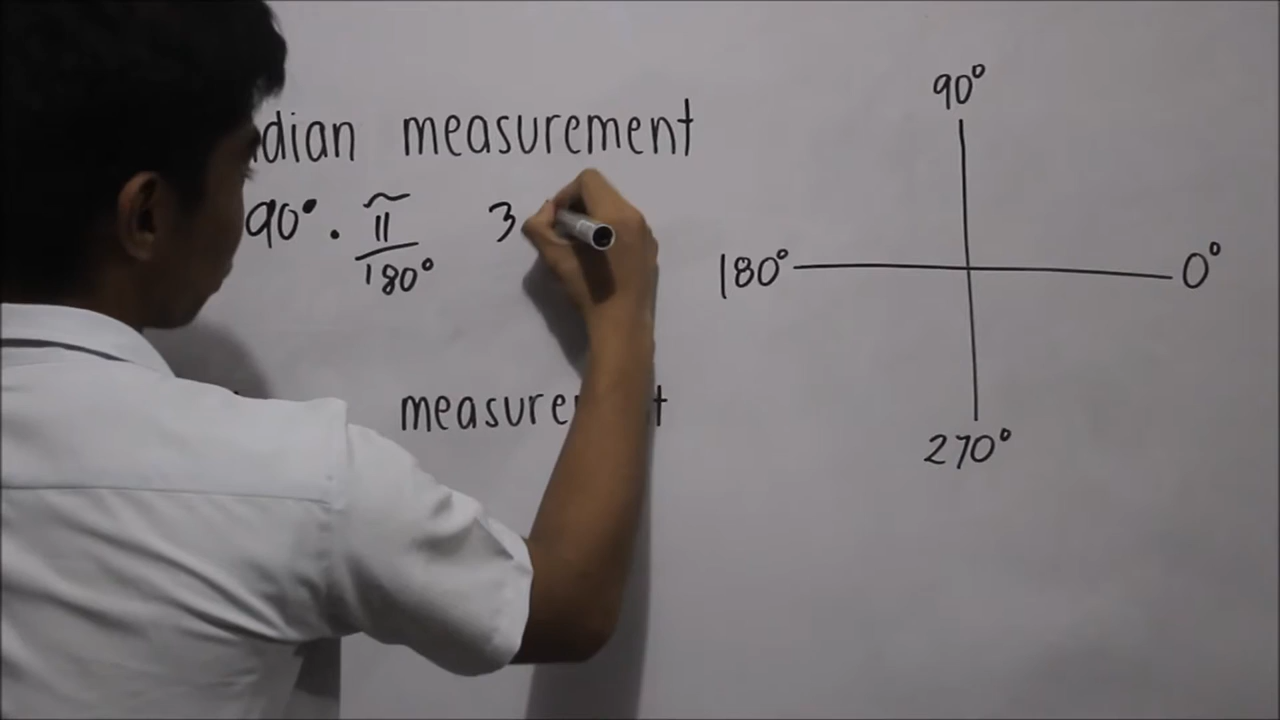 dian measurement
90° · π
180°
3
measure t
90°
180° 0°
270°